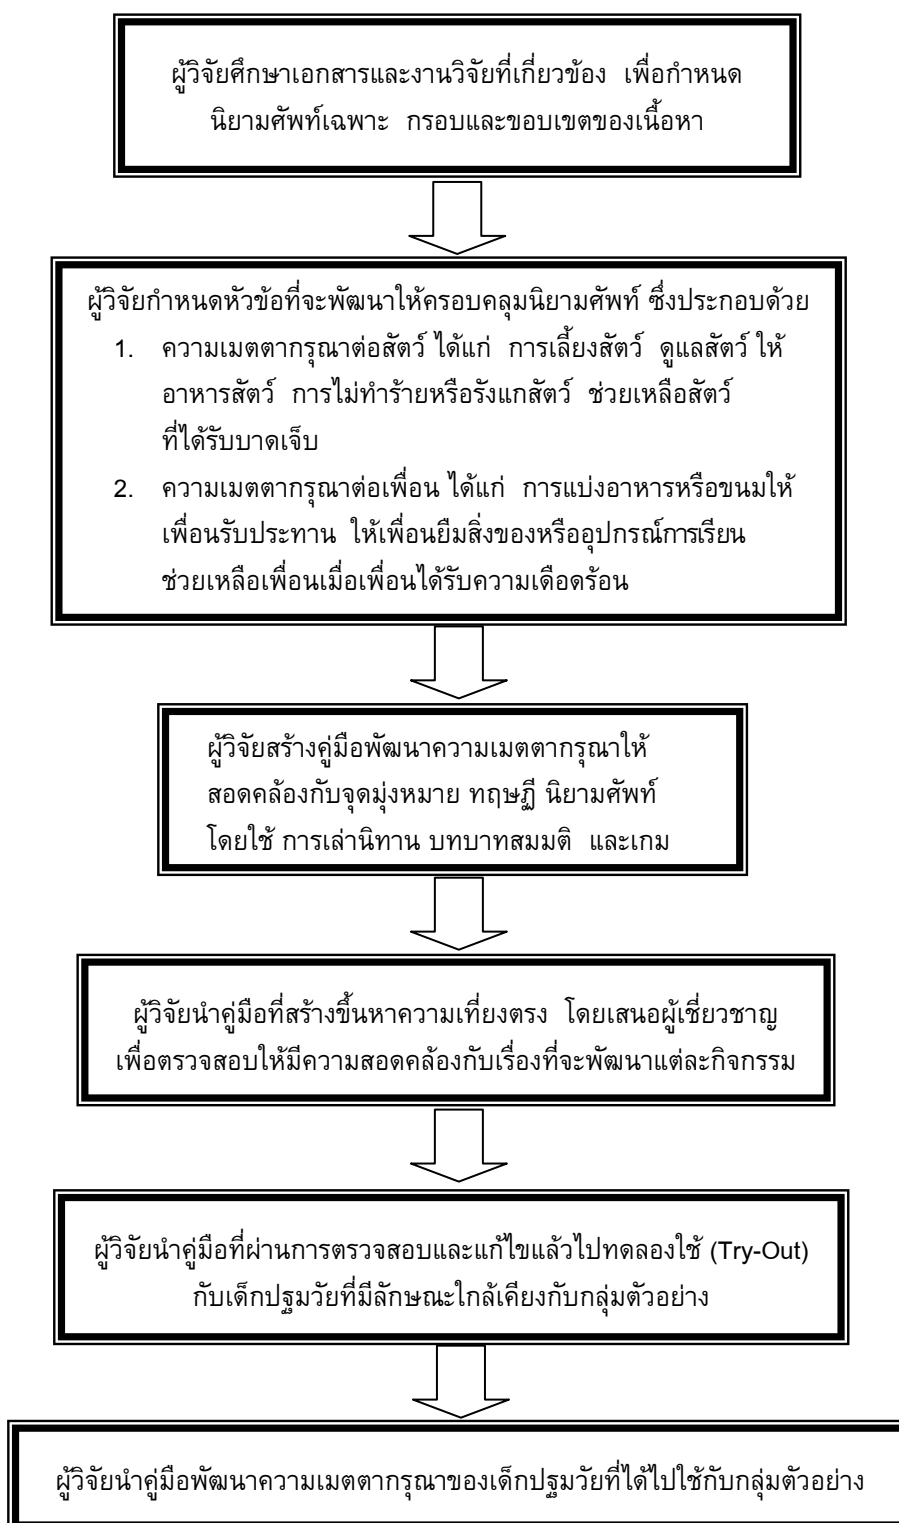 ผู้วิจัยศึกษาเอกสารและงานวิจัยที่เกี่ยวข้อง เพื่อกำหนด
นิยามศัพท์เฉพาะ กรอบและขอบเขตของเนื้อหา
ผู้วิจัยกำหนดหัวข้อที่จะพัฒนาให้ครอบคลุมนิยามศัพท์ ซึ่งประกอบด้วย
1. ความเมตตากรุณาต่อสัตว์ ได้แก่ การเลี้ยงสัตว์ ดูแลสัตว์ ให้
อาหารสัตว์ การไม่ทำร้ายหรือรังแกสัตว์ ช่วยเหลือสัตว์
ที่ได้รับบาดเจ็บ
2. ความเมตตากรุณาต่อเพื่อน ได้แก่ การแบ่งอาหารหรือขนมให้
เพื่อนรับประทาน ให้เพื่อนยืมสิ่งของหรืออุปกรณ์การเรียน
ช่วยเหลือเพื่อนเมื่อเพื่อนได้รับความเดือดร้อน
ผู้วิจัยสร้างคู่มือพัฒนาความเมตตากรุณาให้
สอดคล้องกับจุดมุ่งหมาย ทฤษฎี นิยามศัพท์
โดยใช้ การเล่านิทาน บทบาทสมมติ และเกม
ผู้วิจัยนำคู่มือที่สร้างขึ้นหาความเที่ยงตรง โดยเสนอผู้เชี่ยวชาญ
เพื่อตรวจสอบให้มีความสอดคล้องกับเรื่องที่จะพัฒนาแต่ละกิจกรรม
ผู้วิจัยนำคู่มือที่ผ่านการตรวจสอบและแก้ไขแล้วไปทดลองใช้ (Try-Out)
กับเด็กปฐมวัยที่มีลักษณะใกล้เคียงกับกลุ่มตัวอย่าง
ผู้วิจัยนำคู่มือพัฒนาความเมตตากรุณาของเด็กปฐมวัยที่ได้ไปใช้กับกลุ่มตัวอย่าง